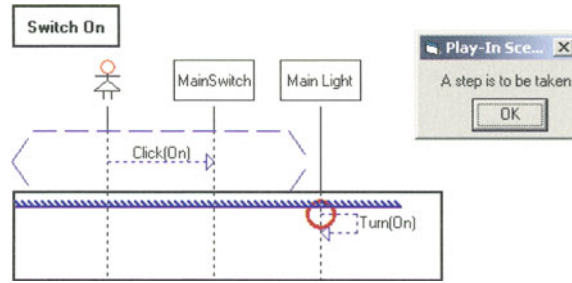 Switch On
MainSwitch
Main Light
Play-In Sce...
A step is to be taken
OK
Click(On)
Turn(On)